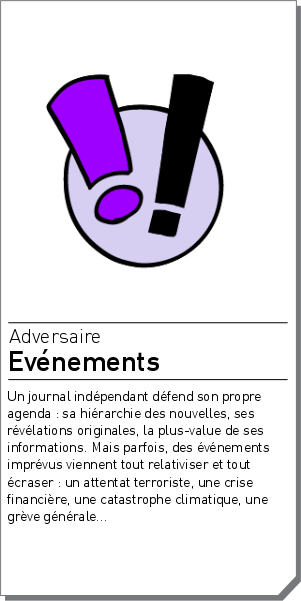 Adversaire
Evénements
Un journal indépendant défend son propre
agenda : sa hiérarchie des nouvelles, ses
révélations originales, la plus-value de ses
informations. Mais parfois, des événements
imprévus viennent tout relativiser et tout
écraser : un attentat terroriste, une crise
financière, une catastrophe climatique, une
grève générale...